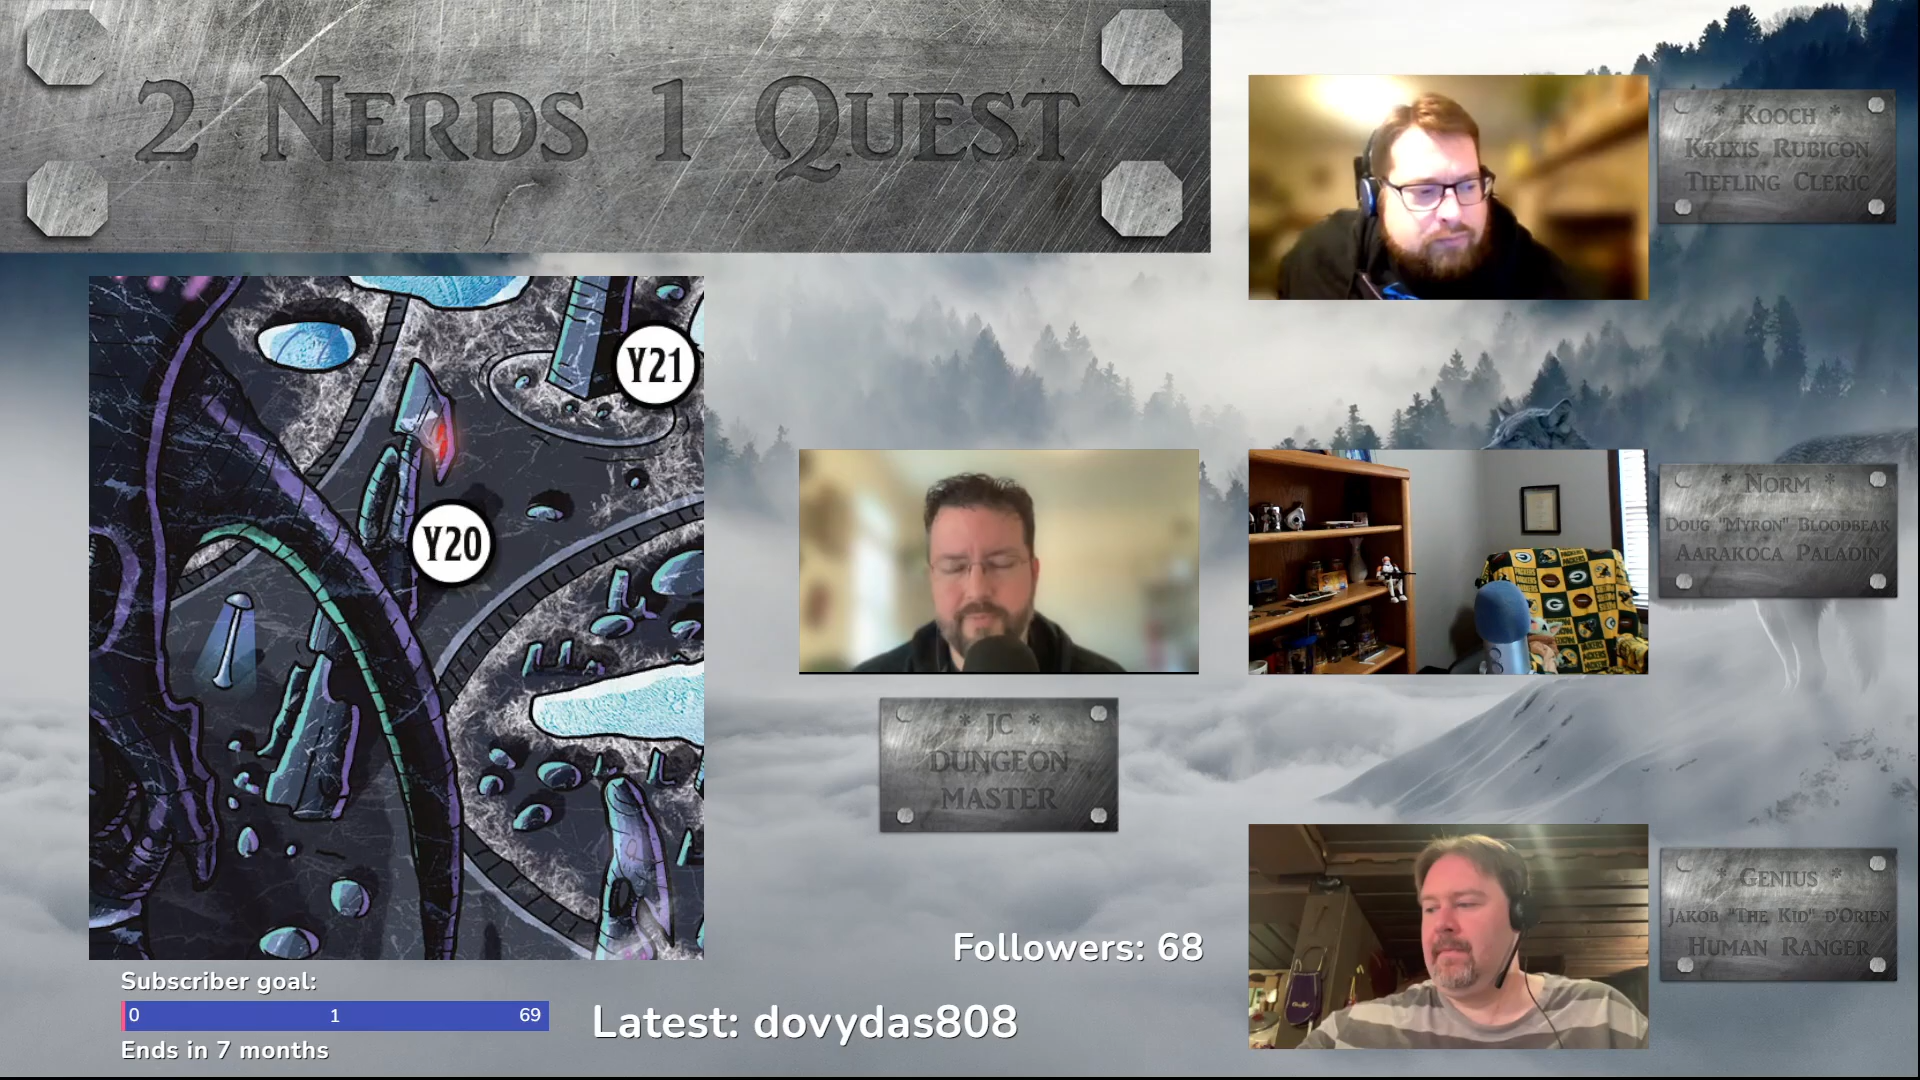 2 Nerds 1 Quest
* Kooch *
Krixis Rubicon
Tiefling Cleric
Y21
Y20
* Norm *
Doug "Myron" Bloodbeak
Aarakoca Paladin
PACKERS
* JC *
DUNGEON
MASTER
* Genius *
Jakob "The Kid" d'Orien
Human Ranger
Followers: 68
Subscriber goal:
0 1 69
Ends in 7 months
Latest: dovydas808